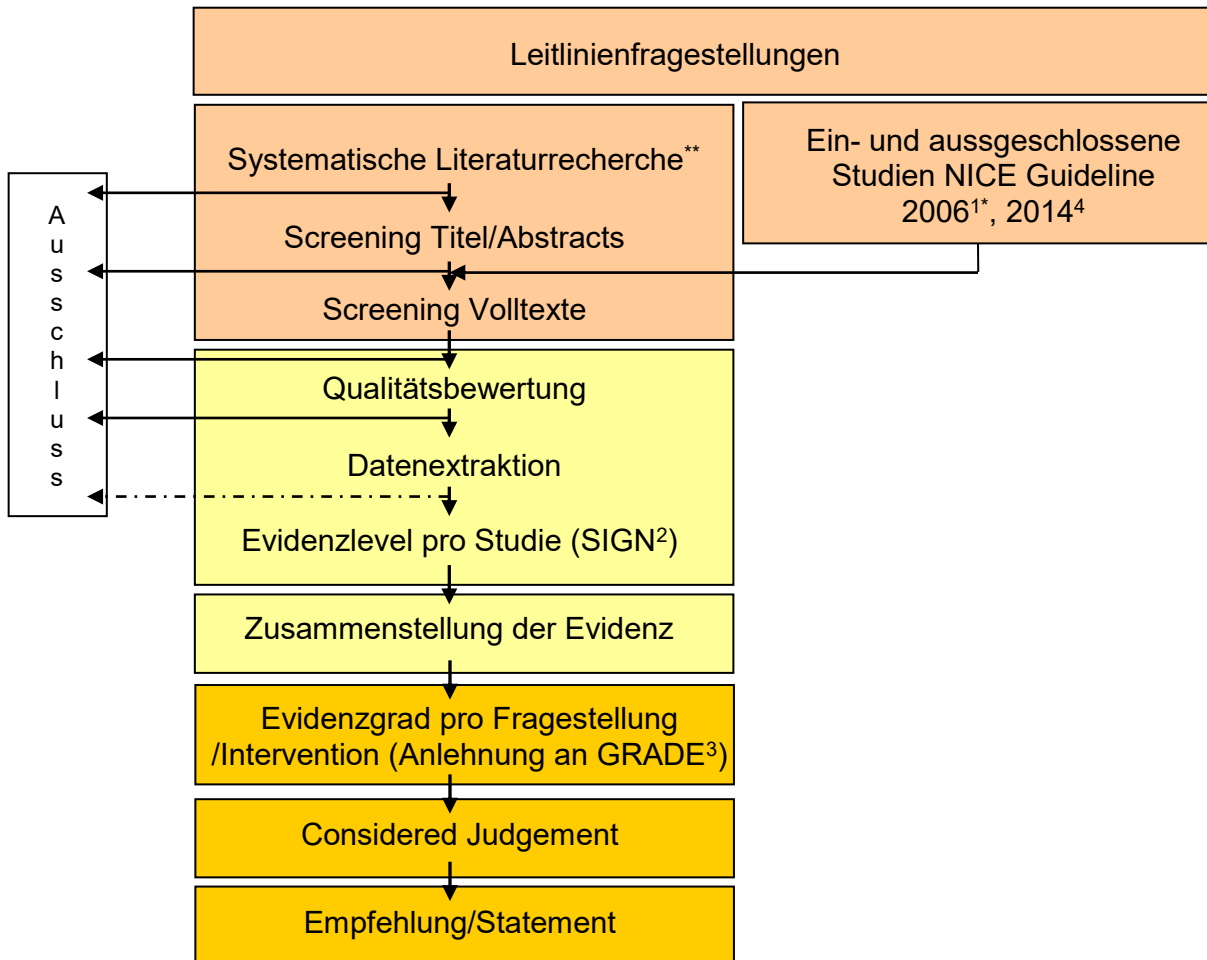 Leitlinienfragestellungen
Systematische Literaturrecherche**
Screening Titel/Abstracts
Screening Volltexte
Ein- und aussgeschlossene
Studien NICE Guideline
2006¹*, 2014⁴
A
u
s
s
c
h
l
u
s
s
Qualitätsbewertung
Datenextraktion
Evidenzlevel pro Studie (SIGN²)
Zusammenstellung der Evidenz
Evidenzgrad pro Fragestellung
/Intervention (Anlehnung an GRADE³)
Considered Judgement
Empfehlung/Statement